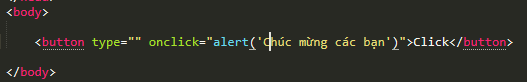 <body>
<button type="" onclick="alert('Chúc mừng các bạn')">Click</button>
</body>